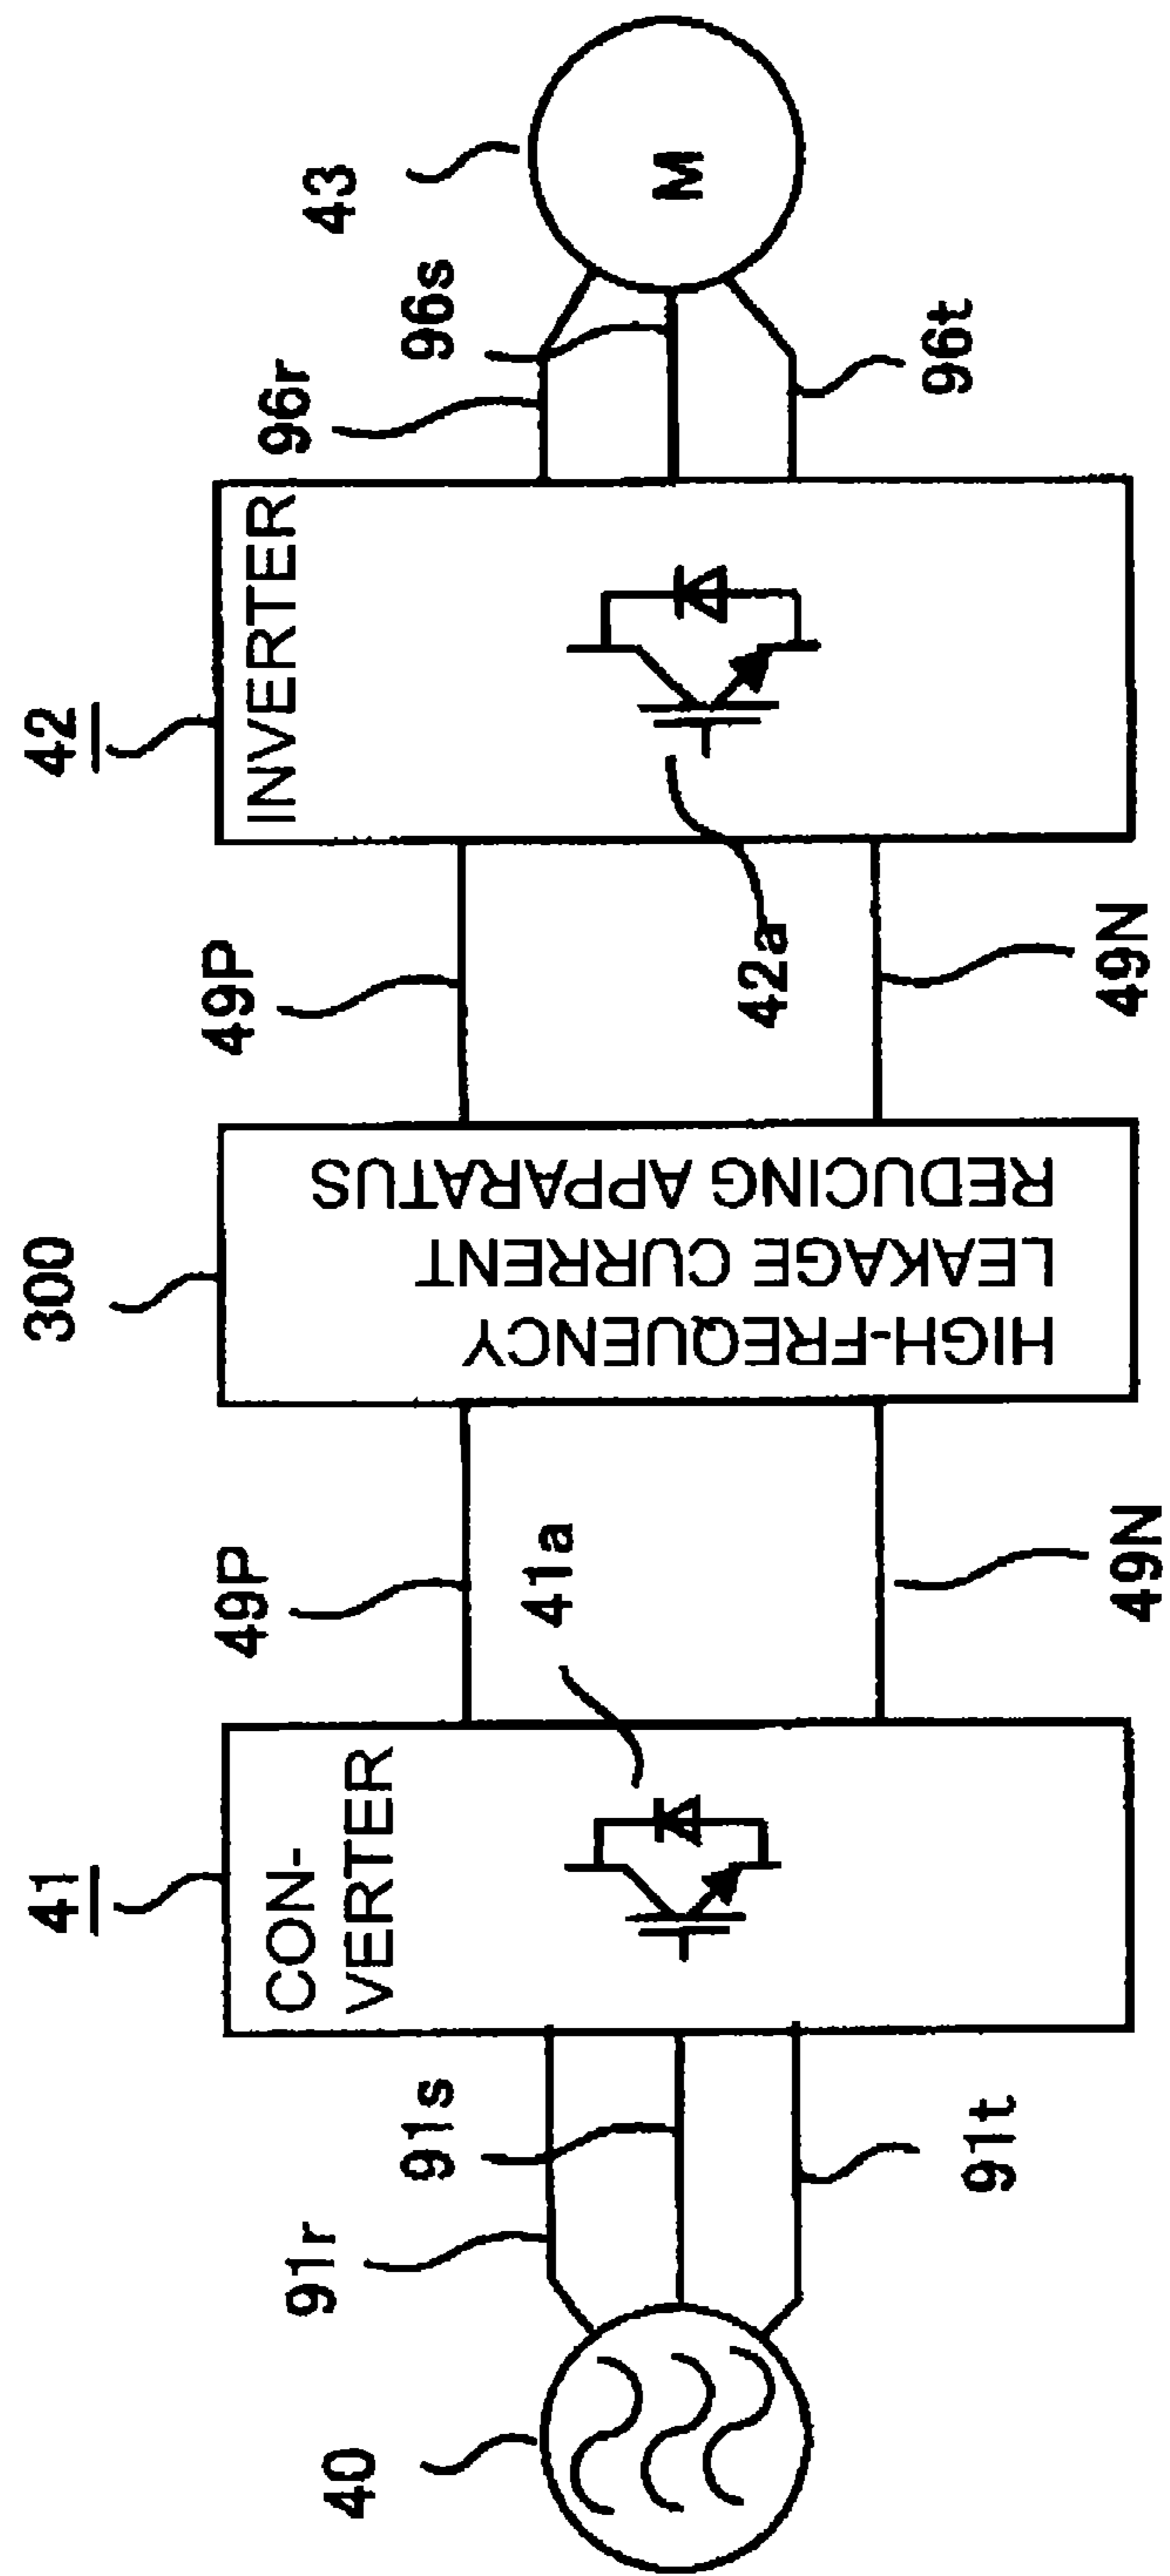 40
91r
91s
91t
41
CON-
VERTER
41a
49P
49N
300
HIGH-FREQUENCY
LEAKAGE CURRENT
REDUCING APPARATUS
49P
49N
42
INVERTER
42a
96r
96s
96t
43
M